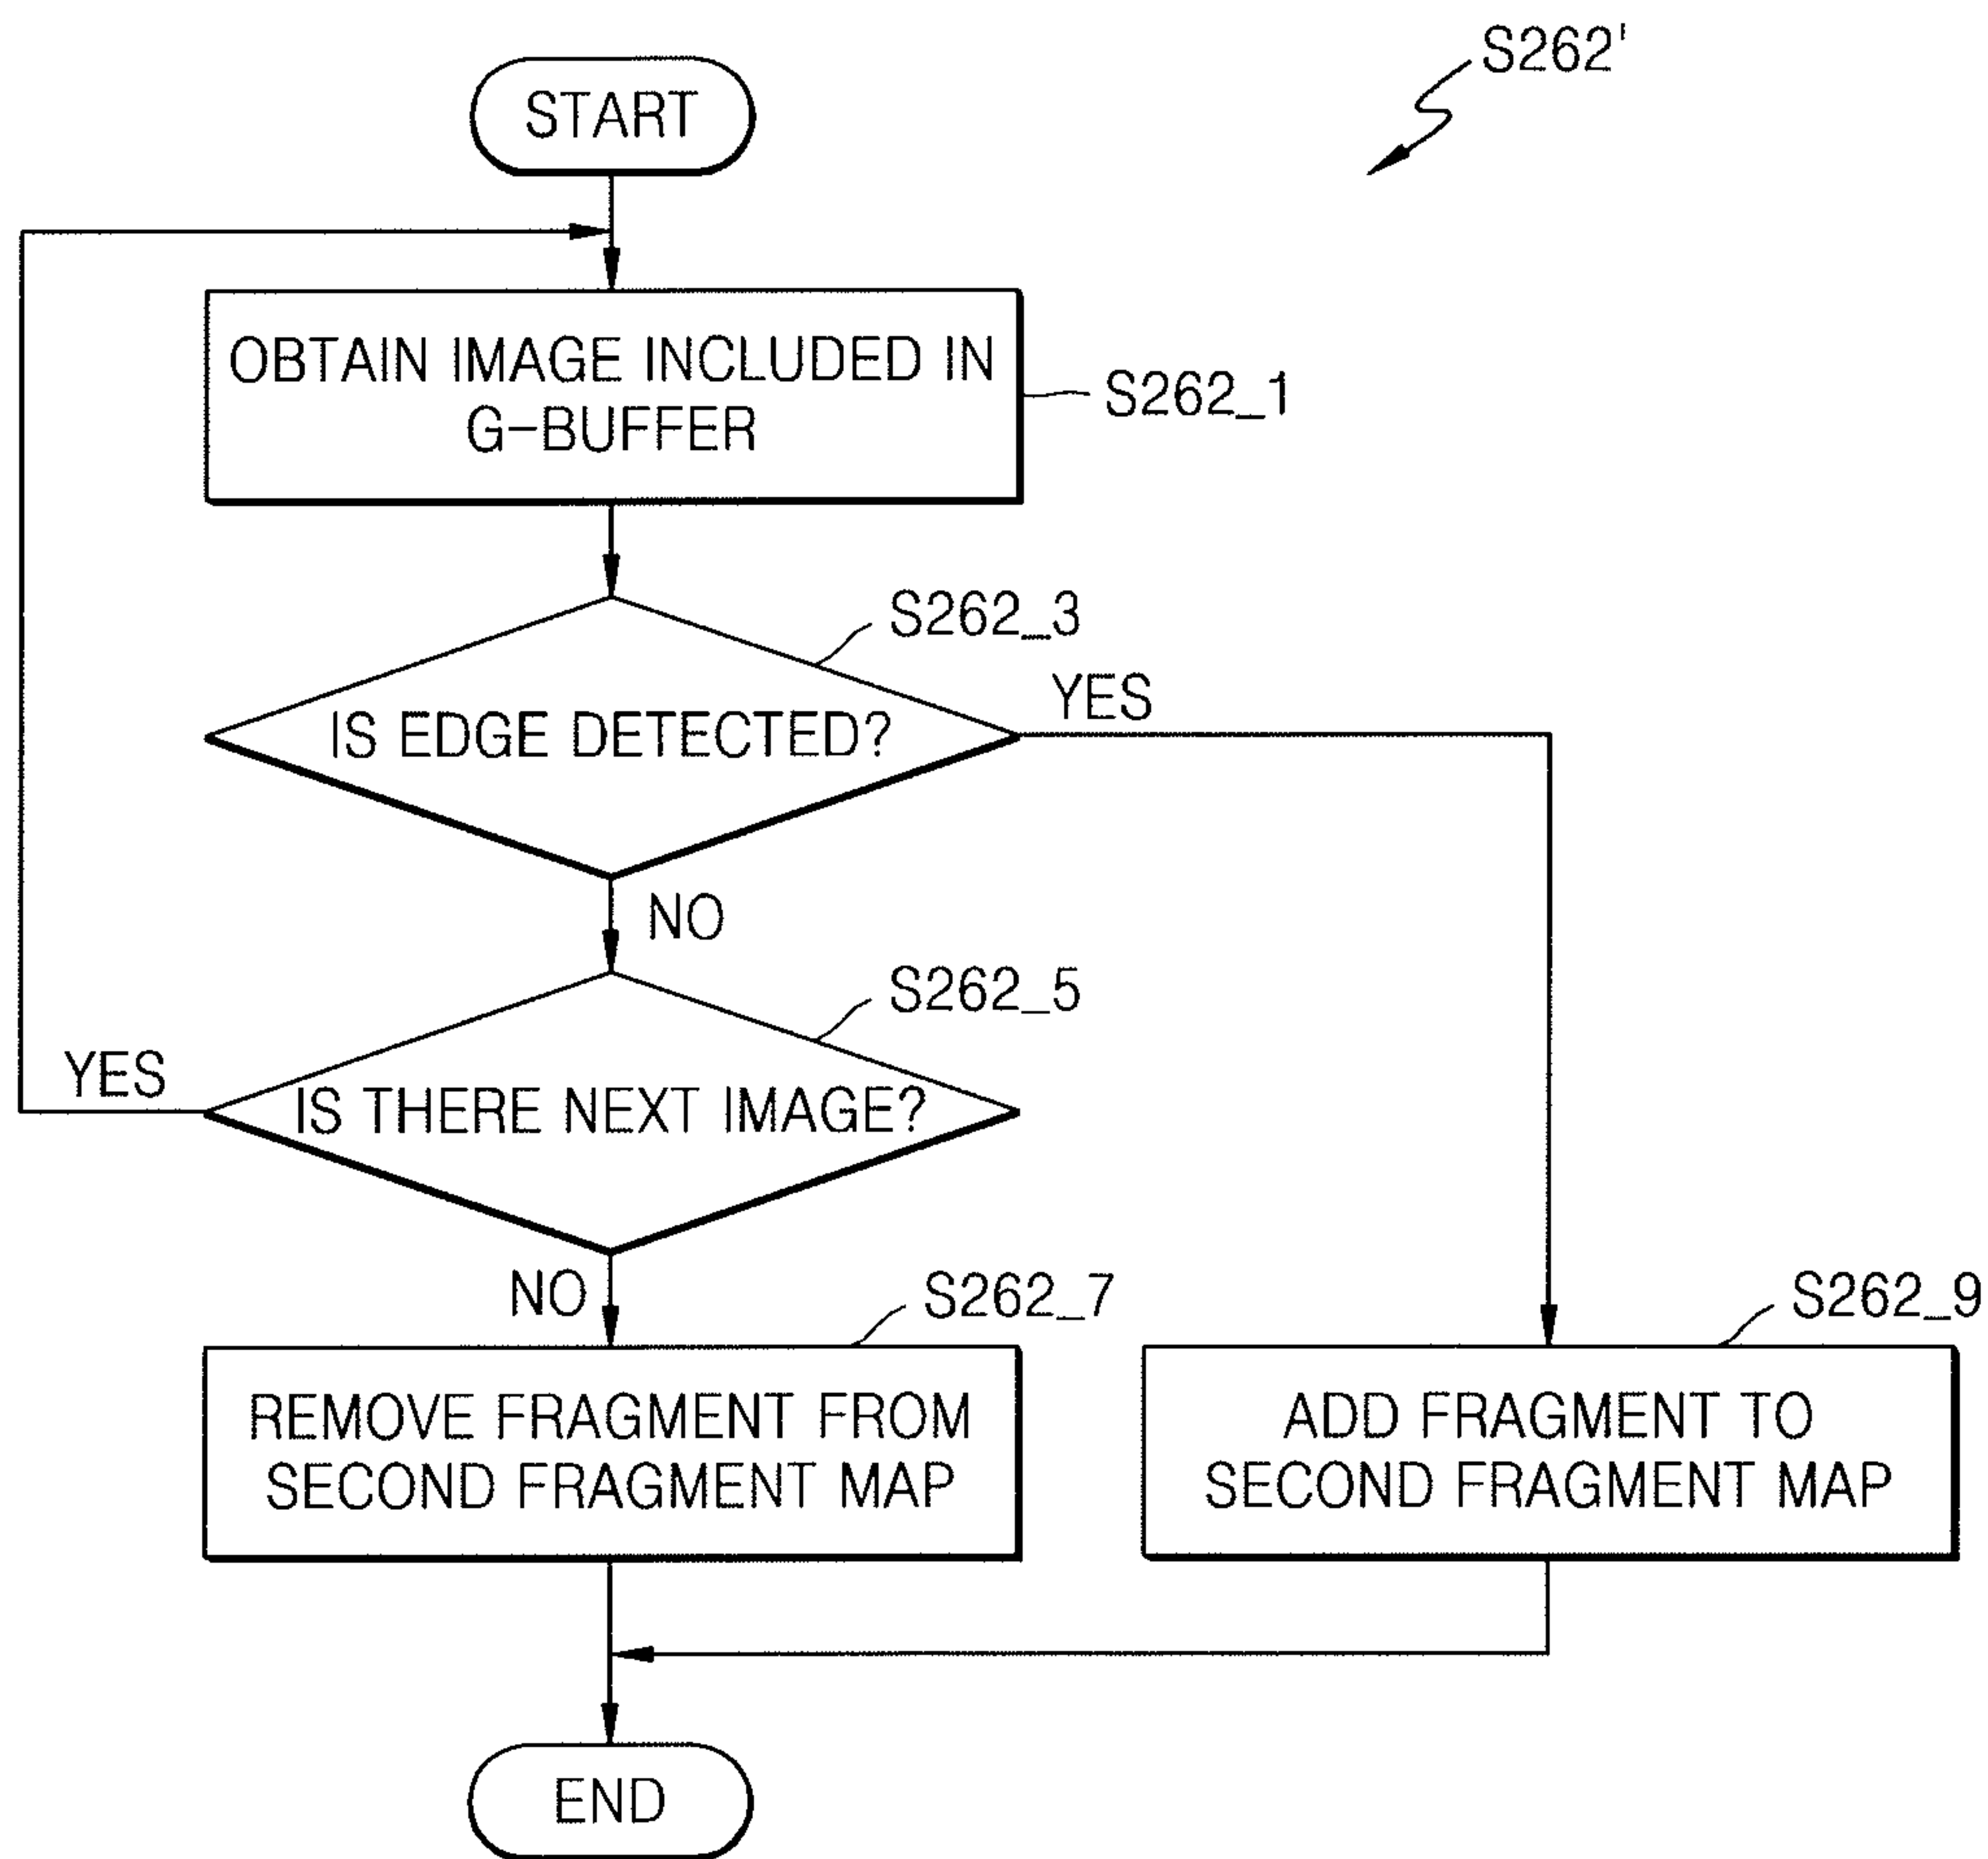 S262'
START
OBTAIN IMAGE INCLUDED IN
G-BUFFER
S262_1
S262_3
IS EDGE DETECTED?
YES
NO
S262_5
YES
IS THERE NEXT IMAGE?
NO
S262_7
S262_9
REMOVE FRAGMENT FROM
SECOND FRAGMENT MAP
ADD FRAGMENT TO
SECOND FRAGMENT MAP
END